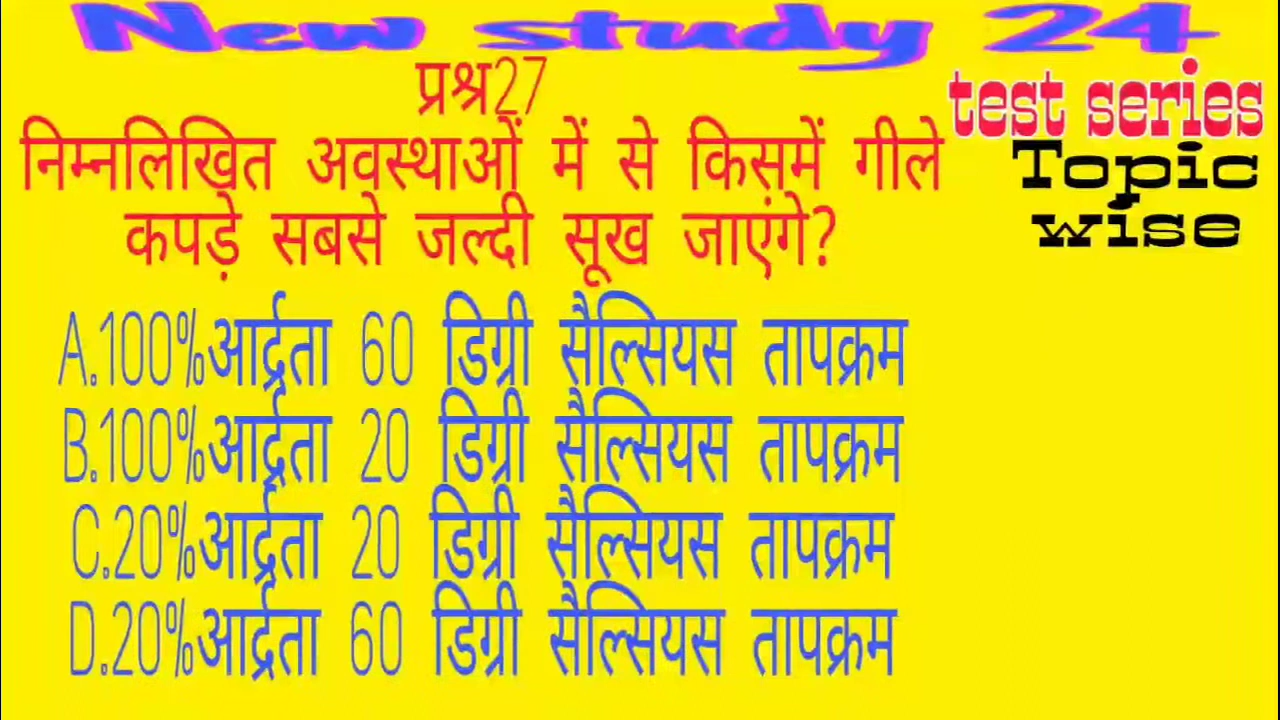 New study 24
test series
Topic
wise
प्रश्न27
निम्नलिखित अवस्थाओं में से किसमें गीले
कपड़े सबसे जल्दी सूख जाएंगे?
A.100%आर्द्रता 60 डिग्री सैल्सियस तापक्रम
B.100%आर्द्रता 20 डिग्री सैल्सियस तापक्रम
C.20%आर्द्रता 20 डिग्री सैल्सियस तापक्रम
D.20%आर्द्रता 60 डिग्री सैल्सियस तापक्रम